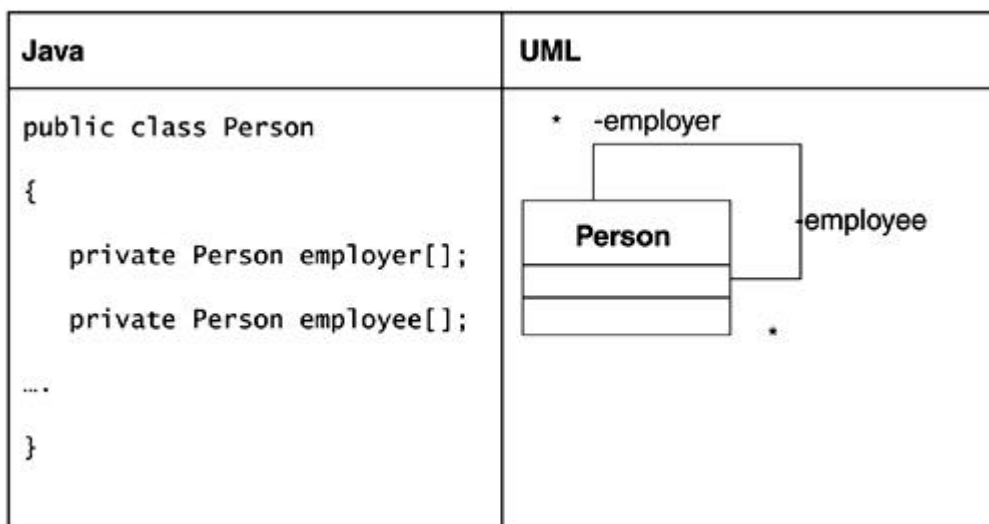 Java
UML
public class Person
{
private Person employer[];
private Person employee[];
....
}
* -employer
Person
-employee
*